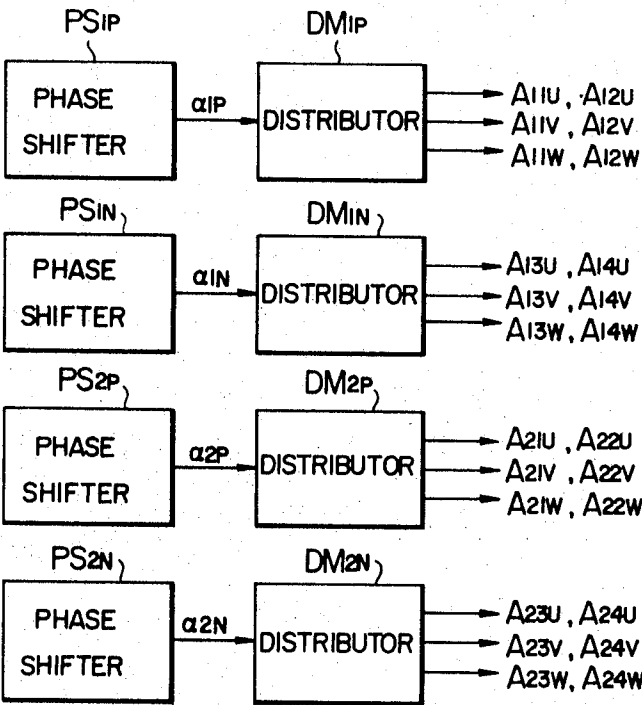 PS1P DM1P
PHASE SHIFTER α1P DISTRIBUTOR A11U, A12U
A11V, A12V
A11W, A12W
PS1N DM1N
PHASE SHIFTER α1N DISTRIBUTOR A13U, A14U
A13V, A14V
A13W, A14W
PS2P DM2P
PHASE SHIFTER α2P DISTRIBUTOR A21U, A22U
A21V, A22V
A21W, A22W
PS2N DM2N
PHASE SHIFTER α2N DISTRIBUTOR A23U, A24U
A23V, A24V
A23W, A24W